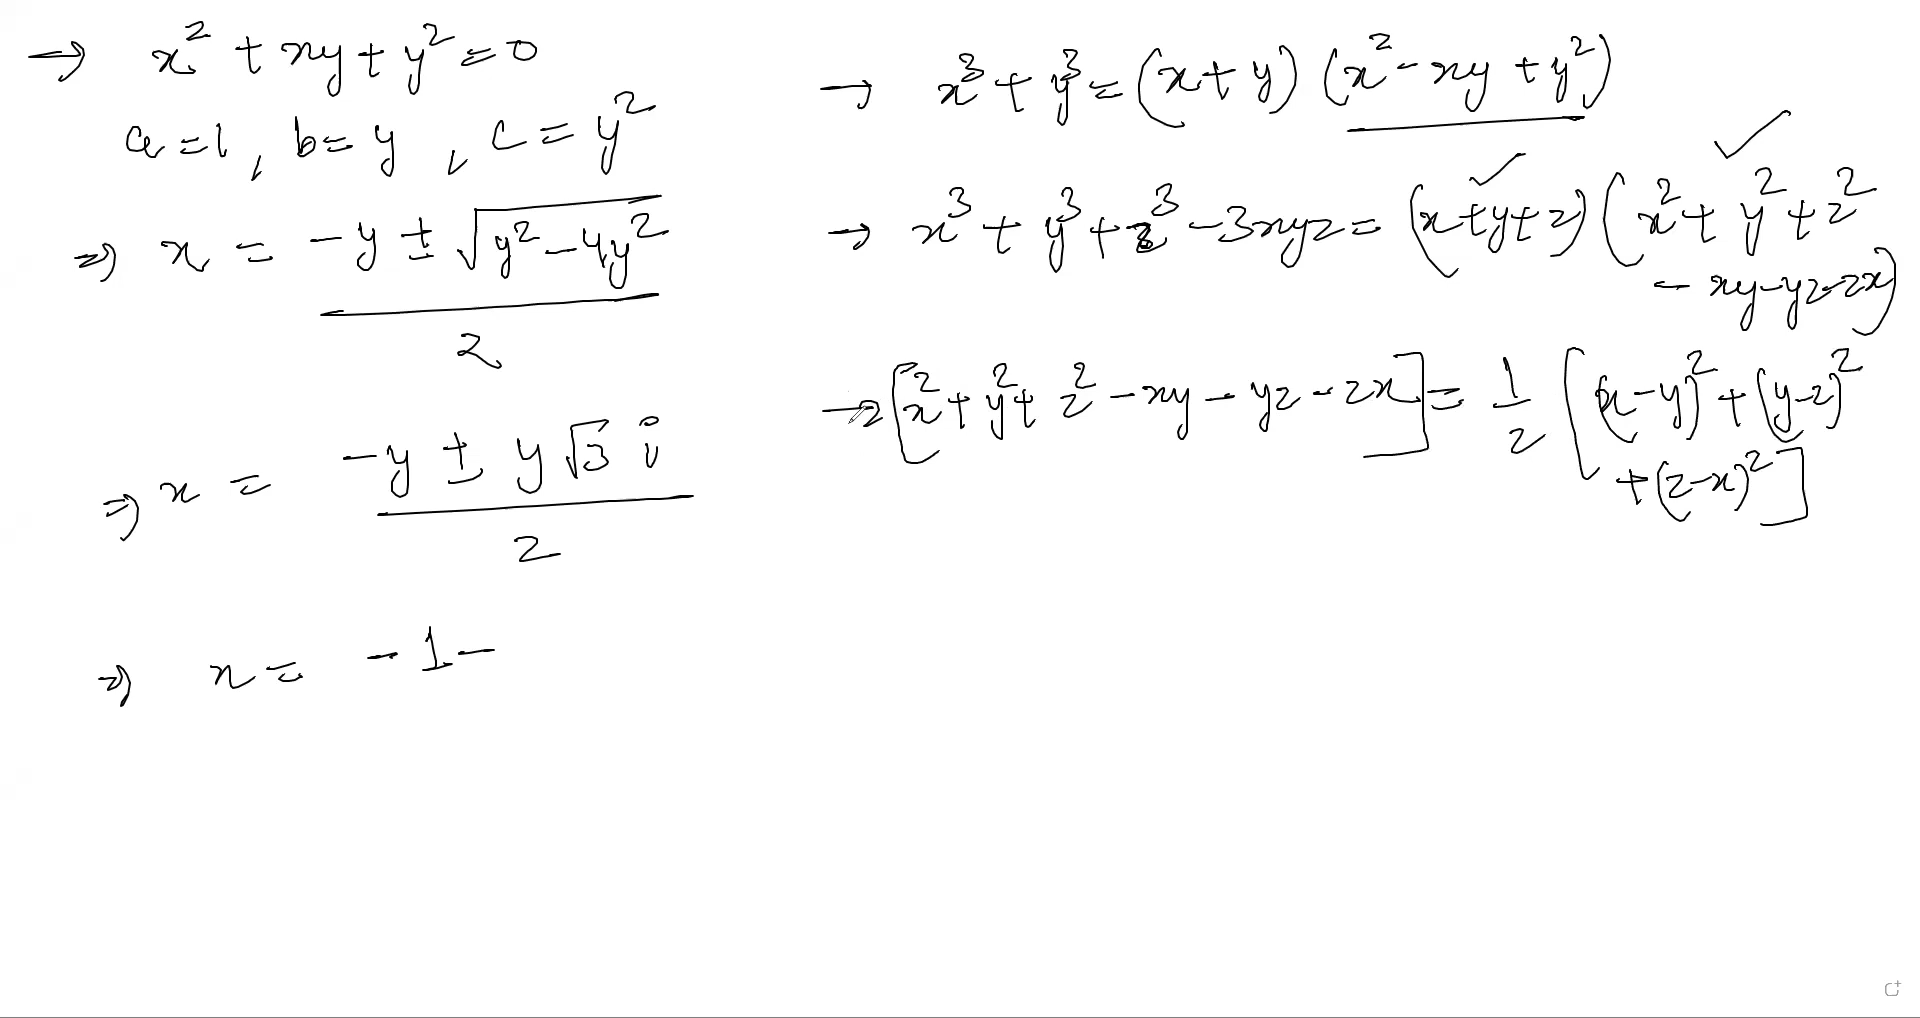 → x² + xy + y² = 0
a = 1, b = y, c = y²
⇒ x = (-y ± √(y² - 4y²)) / 2
⇒ x = (-y ± y√3 i) / 2
⇒ x = -1-
→ x³ + y³ = (x + y) (x² - xy + y²)
→ x³ + y³ + z³ - 3xyz = (x + y + z) (x² + y² + z²
- xy - yz - zx)
→ 2[x² + y² + z² - xy - yz - zx] = 1/2 [(x - y)² + (y - z)²
+ (z - x)²]